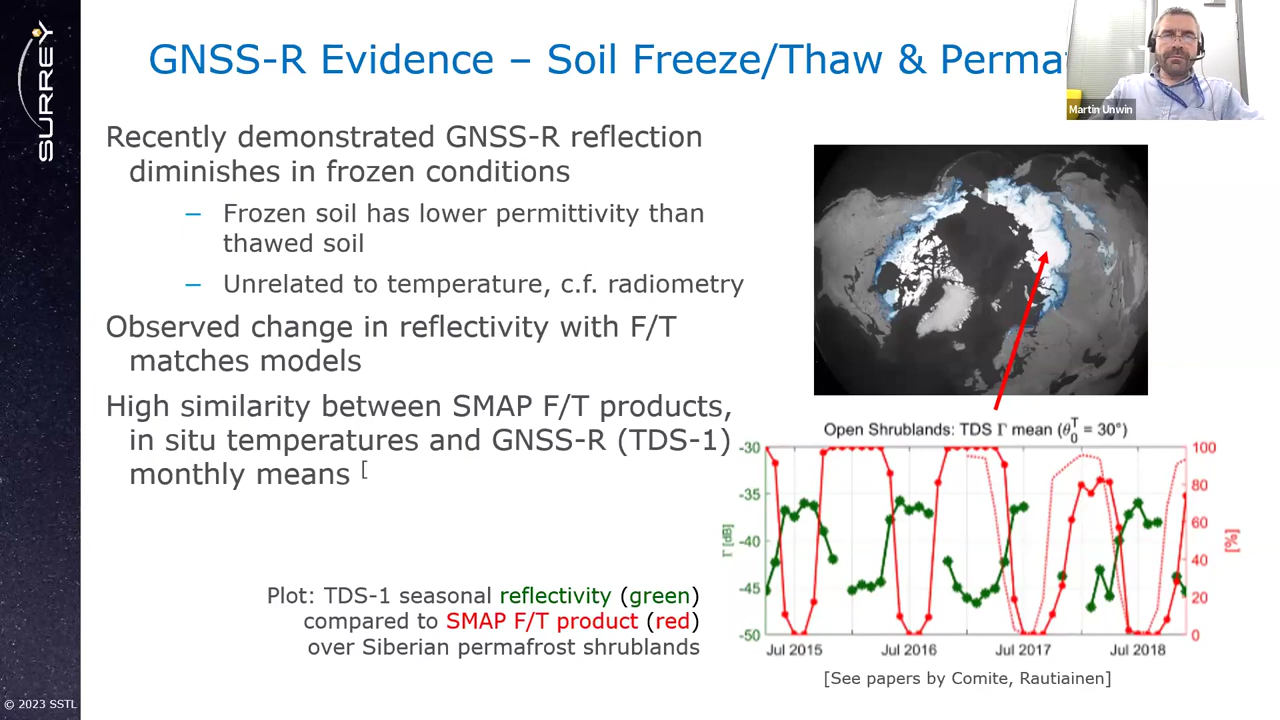 SURREY
GNSS-R Evidence – Soil Freeze/Thaw &
Martin Unwin
Recently demonstrated GNSS-R reflection
diminishes in frozen conditions
– Frozen soil has lower permittivity than
thawed soil
– Unrelated to temperature, c.f. radiometry
Observed change in reflectivity with F/T
matches models
High similarity between SMAP F/T products,
in situ temperatures and GNSS-R (TDS-1)
monthly means [
Plot: TDS-1 seasonal reflectivity (green)
compared to SMAP F/T product (red)
over Siberian permafrost shrublands
Open Shrublands: TDS Γ mean (θ₀ᵀ = 30°)
-30
-35
-40
-45
-50
Γ [dB]
100
80
60
40
20
0
[%]
Jul 2015
Jul 2016
Jul 2017
Jul 2018
[See papers by Comite, Rautiainen]
© 2023 SSTL